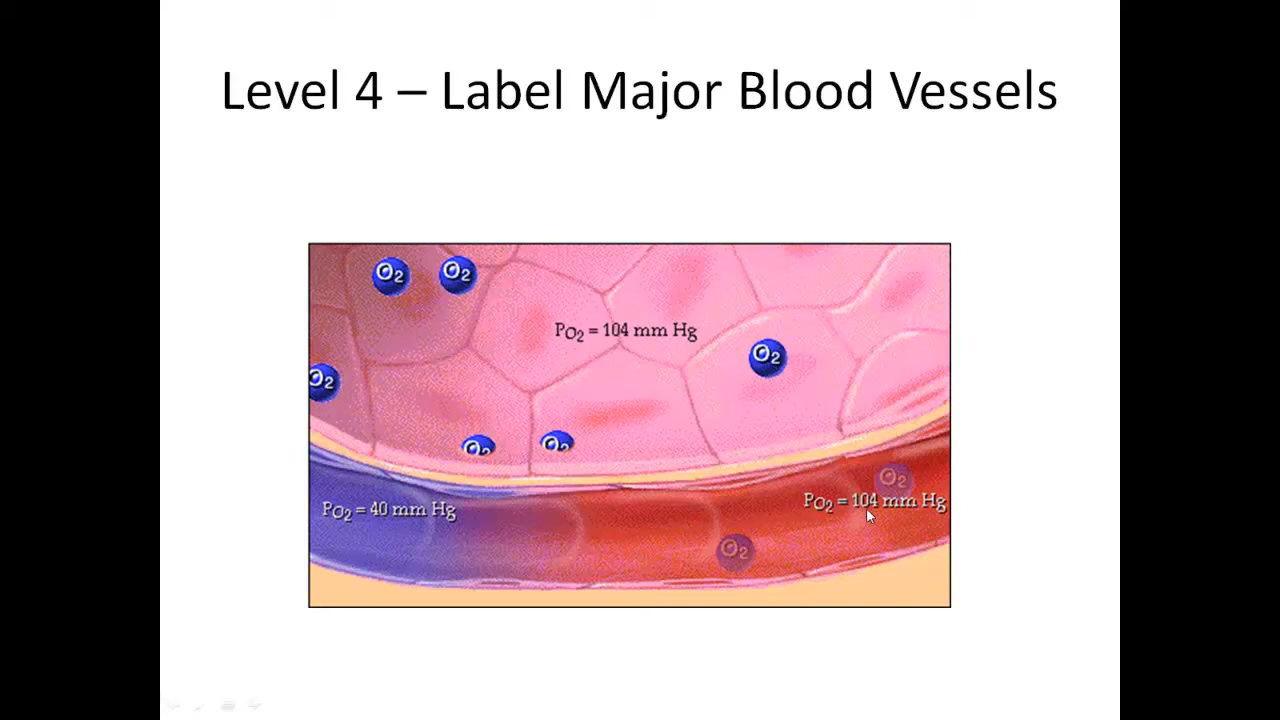 Level 4 – Label Major Blood Vessels
O2 O2
PO2 = 104 mm Hg
O2
O2
O2 O2
O2
PO2 = 104 mm Hg
PO2 = 40 mm Hg
O2